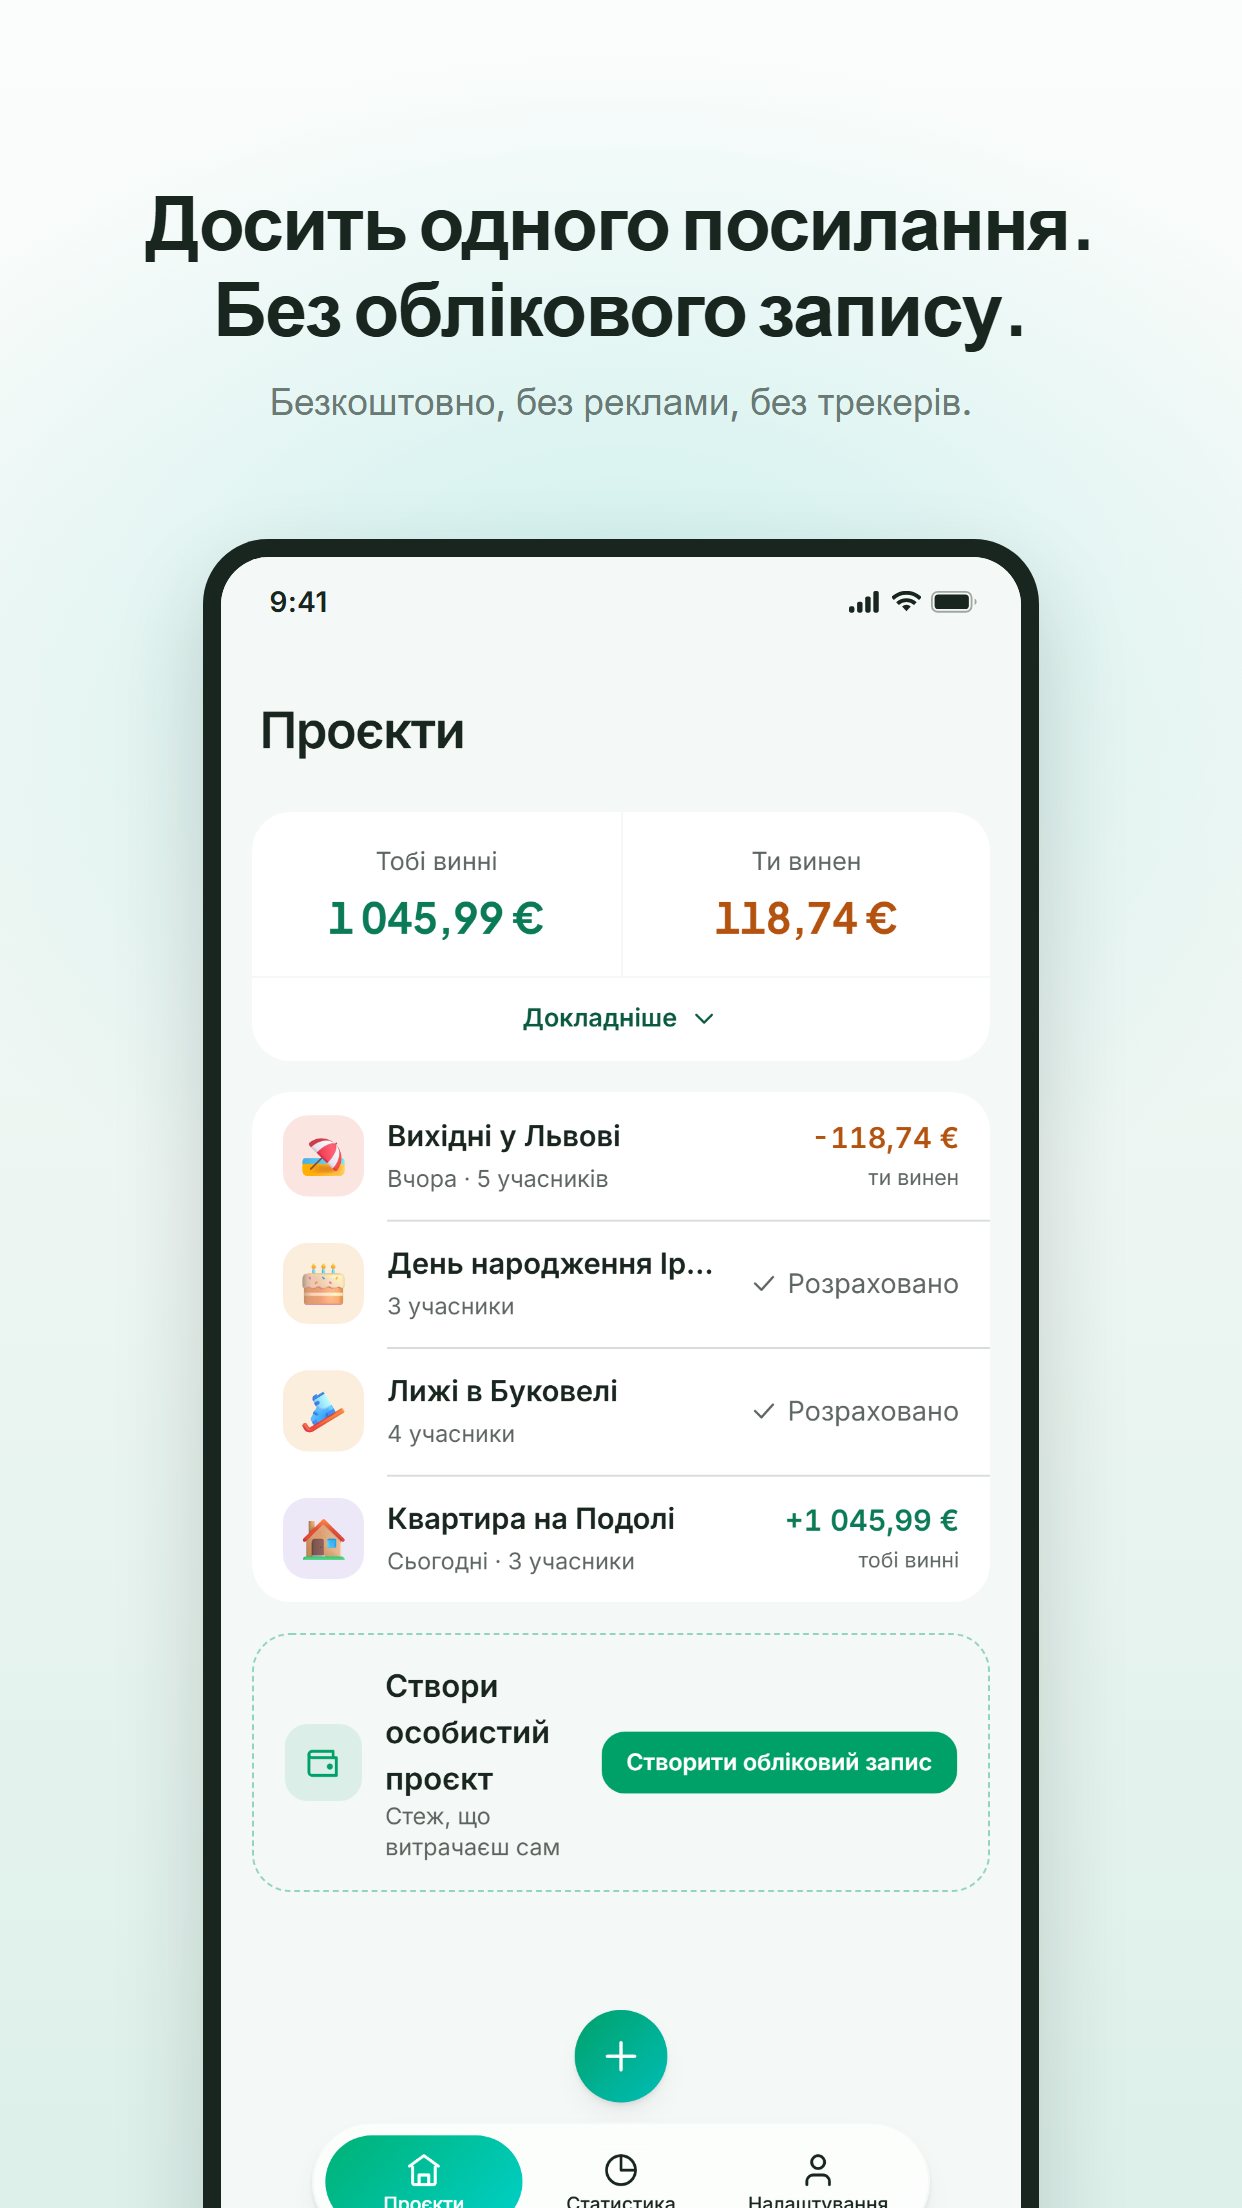 Досить одного посилання.
Без облікового запису.
Безкоштовно, без реклами, без трекерів.
9:41
Проєкти
Тобі винні
Ти винен
1 045,99 €
118,74 €
Докладніше
Вихідні у Львові
-118,74 €
Вчора · 5 учасників
ти винен
День народження Ір...
3 учасники
Розраховано
Лижі в Буковелі
4 учасники
Розраховано
Квартира на Подолі
+1 045,99 €
Сьогодні · 3 учасники
тобі винні
Створи
особистий
проєкт
Стеж, що
витрачаєш сам
Створити обліковий запис
Проєкти
Статистика
Налаштування